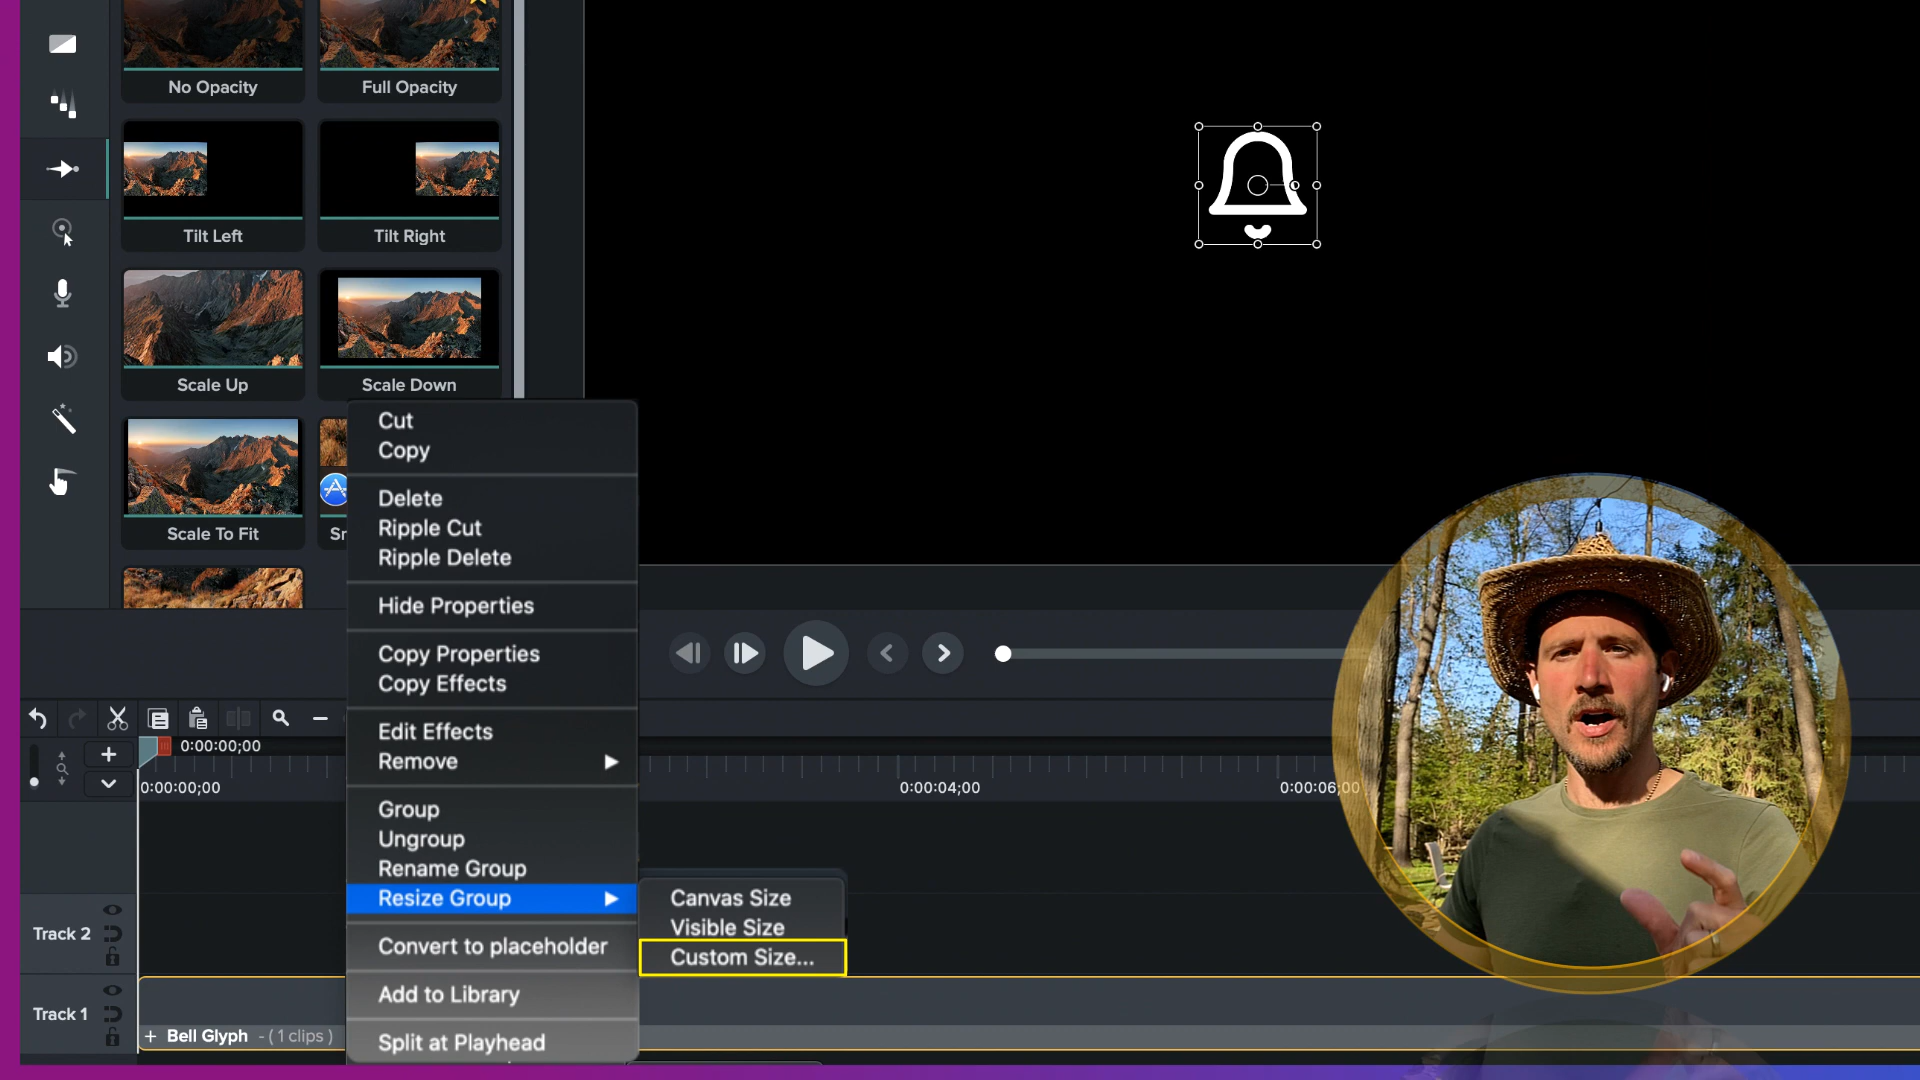 No Opacity
Full Opacity
Tilt Left
Tilt Right
Scale Up
Scale Down
Scale To Fit
Cut
Copy
Delete
Ripple Cut
Ripple Delete
Hide Properties
Copy Properties
Copy Effects
Edit Effects
Remove
Group
Ungroup
Rename Group
Resize Group
Convert to placeholder
Add to Library
Split at Playhead
Canvas Size
Visible Size
Custom Size...
0:00:00;00
0:00:00;00
0:00:04;00
0:00:06;00
Track 2
Track 1
+ Bell Glyph - ( 1 clips )